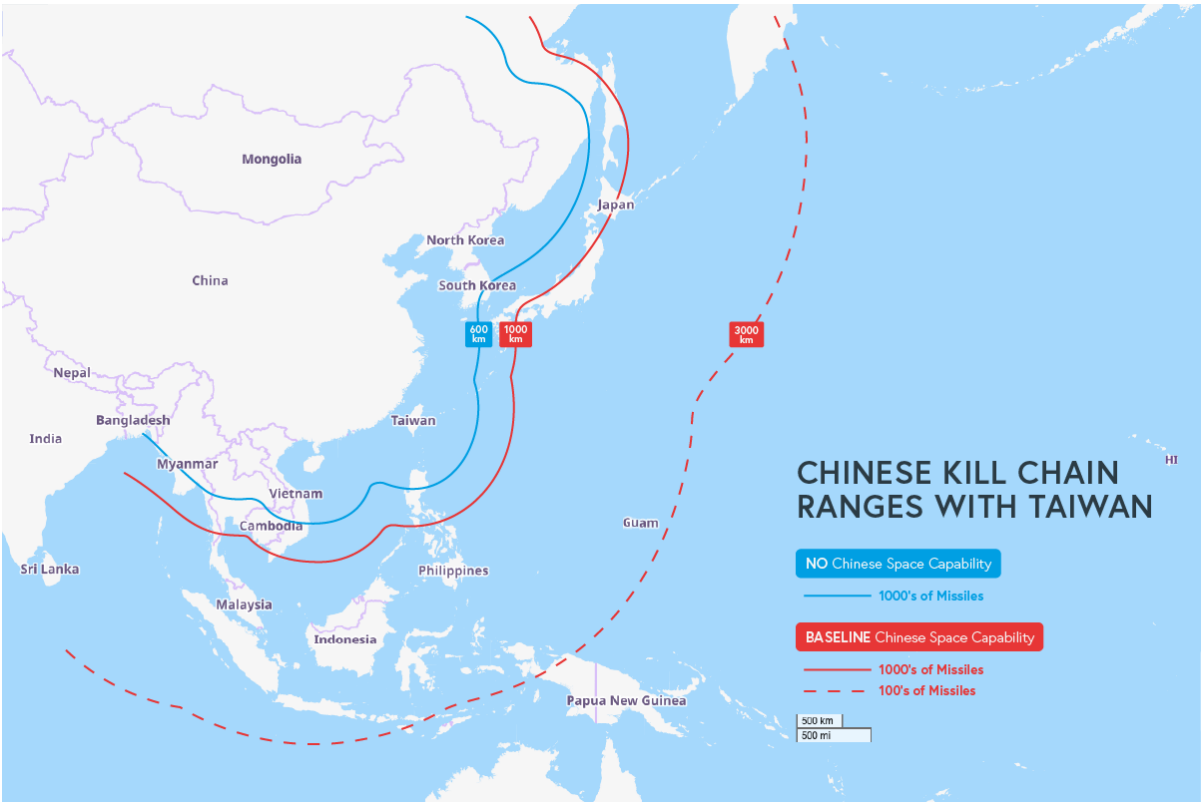 Mongolia
Japan
North Korea
China
South Korea
600
km
1000
km
3000
km
Nepal
Bangladesh
Taiwan
India
Myanmar
HI
CHINESE KILL CHAIN
RANGES WITH TAIWAN
Vietnam
Cambodia
Guam
NO Chinese Space Capability
Sri Lanka
Philippines
1000's of Missiles
Malaysia
Indonesia
BASELINE Chinese Space Capability
1000's of Missiles
100's of Missiles
Papua New Guinea
500 km
500 mi